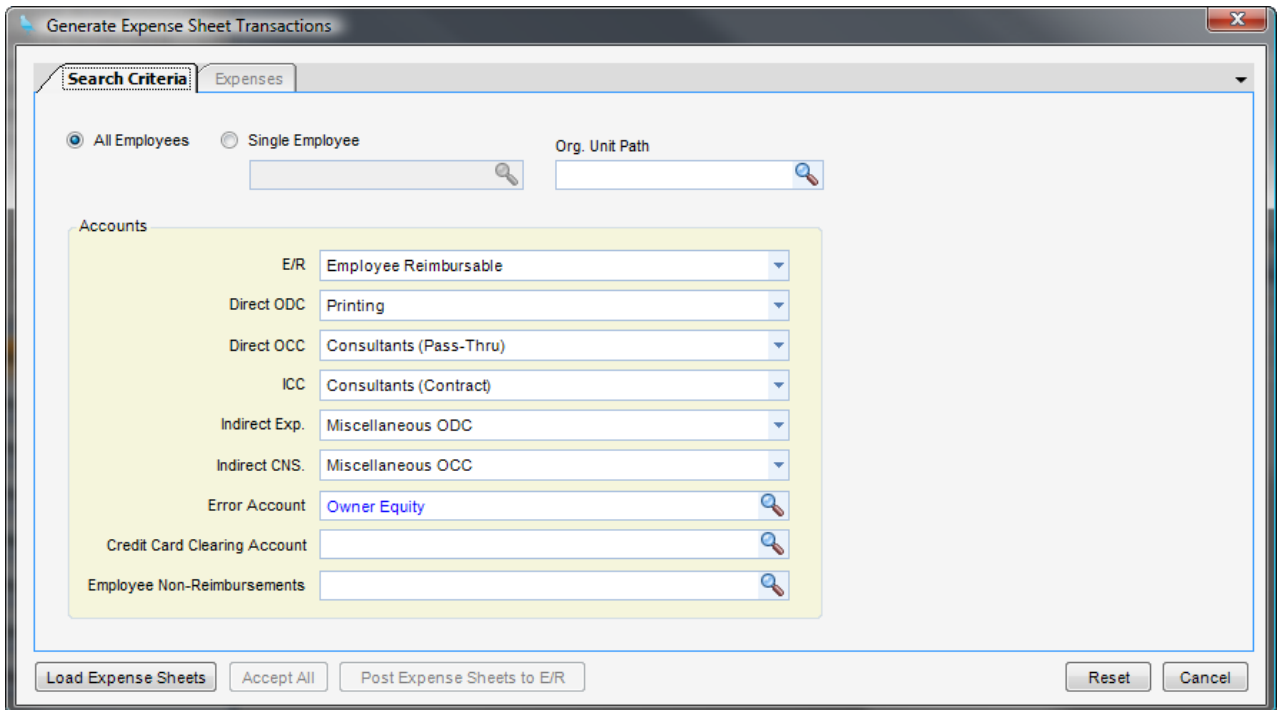 Generate Expense Sheet Transactions
Search Criteria Expenses
All Employees Single Employee Org. Unit Path
Accounts
E/R Employee Reimbursable
Direct ODC Printing
Direct OCC Consultants (Pass-Thru)
ICC Consultants (Contract)
Indirect Exp. Miscellaneous ODC
Indirect CNS. Miscellaneous OCC
Error Account Owner Equity
Credit Card Clearing Account
Employee Non-Reimbursements
Load Expense Sheets Accept All Post Expense Sheets to E/R Reset Cancel